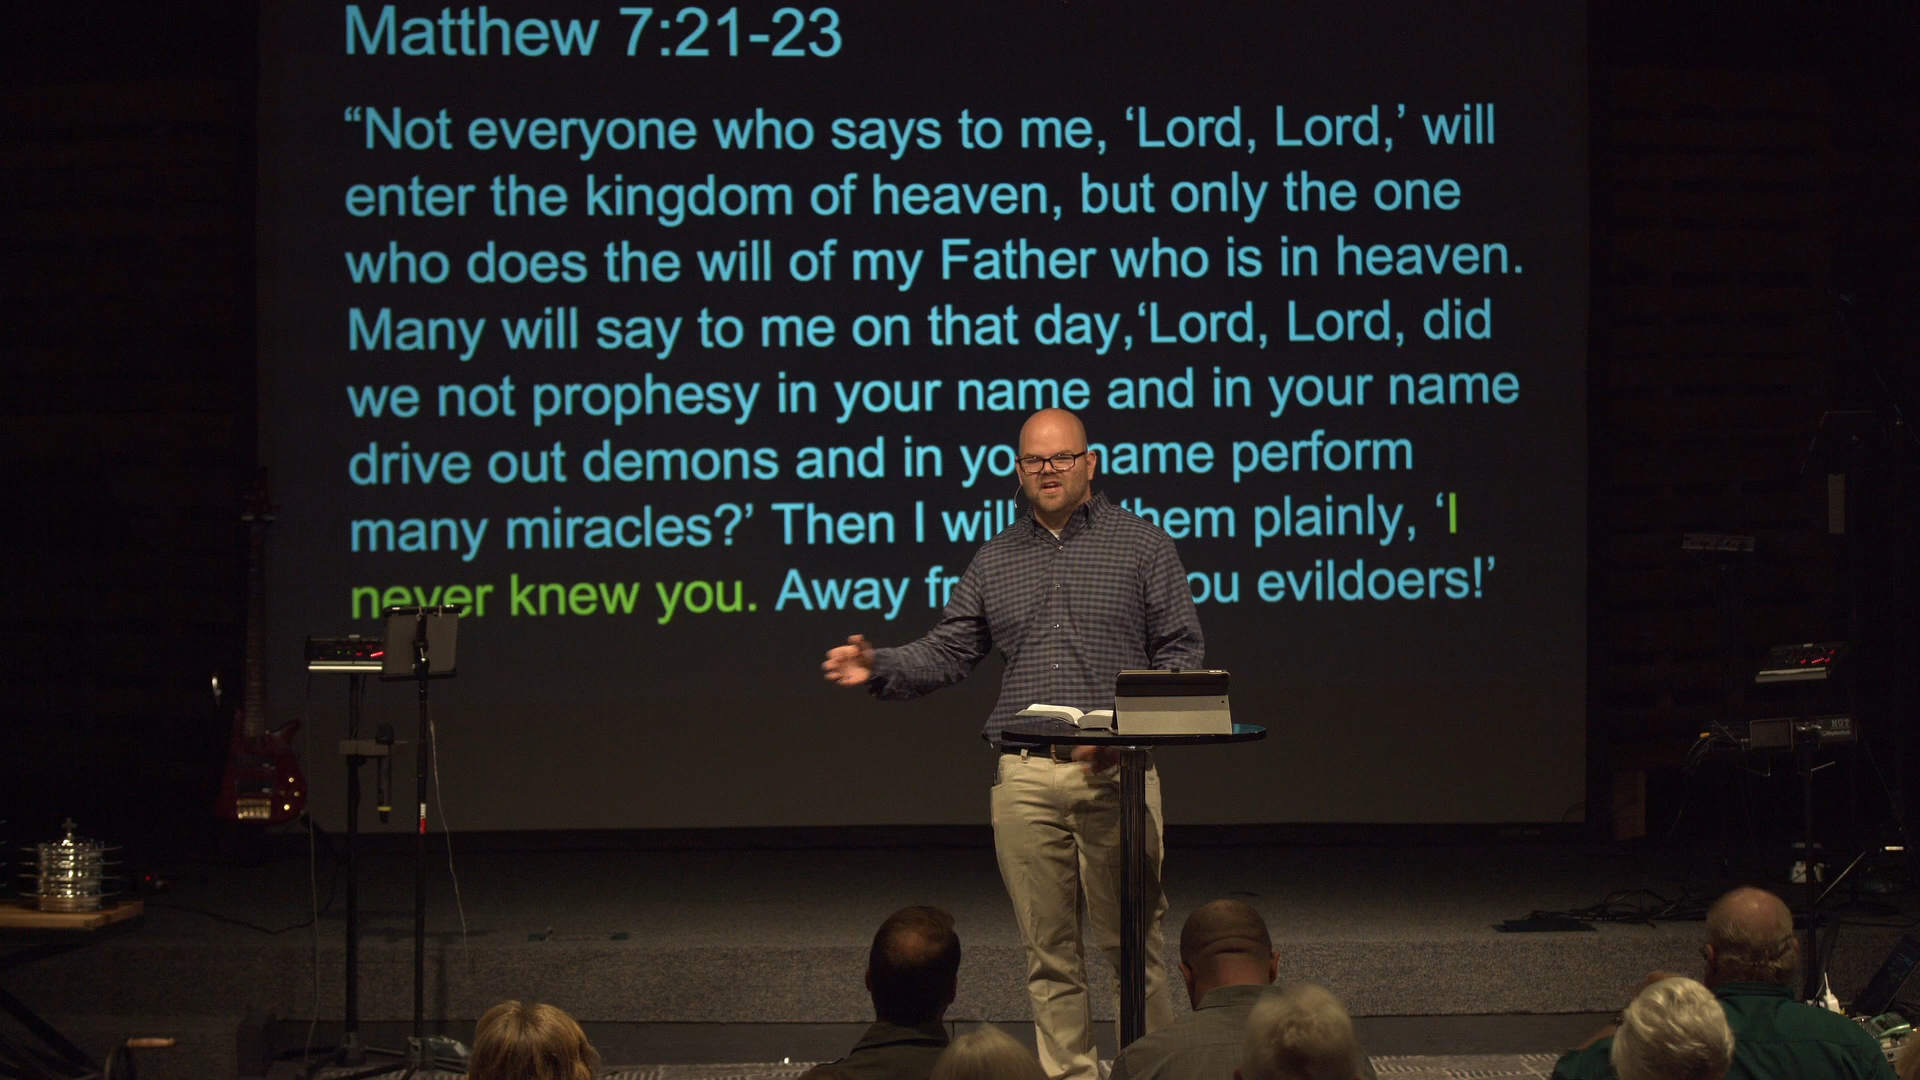 Matthew 7:21-23
“Not everyone who says to me, ‘Lord, Lord,’ will
enter the kingdom of heaven, but only the one
who does the will of my Father who is in heaven.
Many will say to me on that day,‘Lord, Lord, did
we not prophesy in your name and in your name
drive out demons and in yo name perform
many miracles?’ Then I will them plainly, ‘I
never knew you. Away fr ou evildoers!’